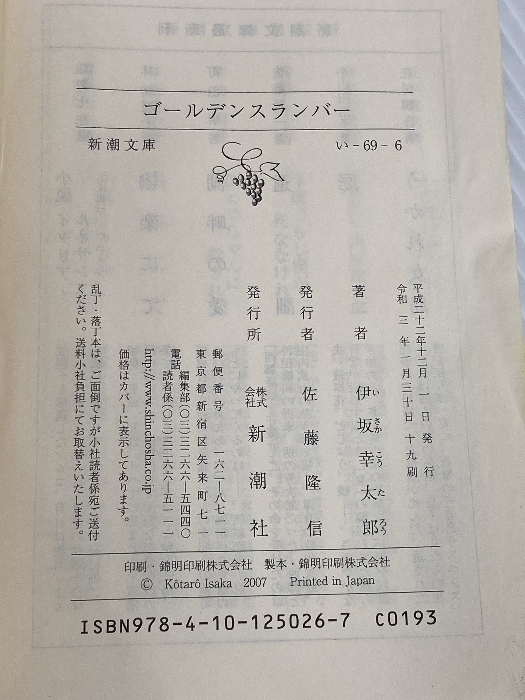 ゴールデンスランバー
新潮文庫
い-69-6
平成二十二年十二月一日発行
令和三年一月三十日十九刷
著者 伊坂幸太郎
い さか こう た ろう
発行者 佐藤隆信
発行所 株式会社 新潮社
郵便番号 一六二―八七一一
東京都新宿区矢来町七一
電話 編集部(〇三)三二六六―五四四〇
読者係(〇三)三二六六―五一一一
http://www.shinchosha.co.jp
価格はカバーに表示してあります。
乱丁・落丁本は、ご面倒ですが小社読者係宛ご送付
ください。送料小社負担にてお取替えいたします。
印刷・錦明印刷株式会社 製本・錦明印刷株式会社
© Kôtarô Isaka 2007 Printed in Japan
ISBN978-4-10-125026-7 C0193